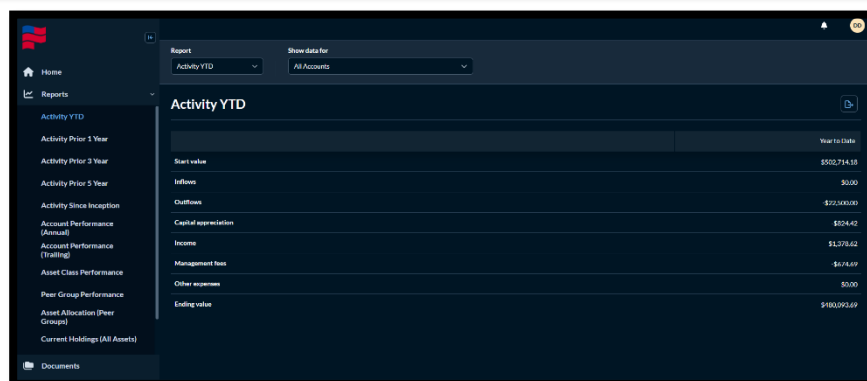 DD
Report
Show data for
Activity YTD
All Accounts
Home
Reports
Activity YTD
Activity Prior 1 Year
Activity Prior 3 Year
Activity Prior 5 Year
Activity Since Inception
Account Performance
(Annual)
Account Performance
(Trailing)
Asset Class Performance
Peer Group Performance
Asset Allocation (Peer
Groups)
Current Holdings (All Assets)
Documents
Activity YTD
Year to Date
Start value $502,714.18
Inflows $0.00
Outflows -$22,500.00
Capital appreciation -$824.42
Income $1,378.62
Management fees -$674.69
Other expenses $0.00
Ending value $480,093.69